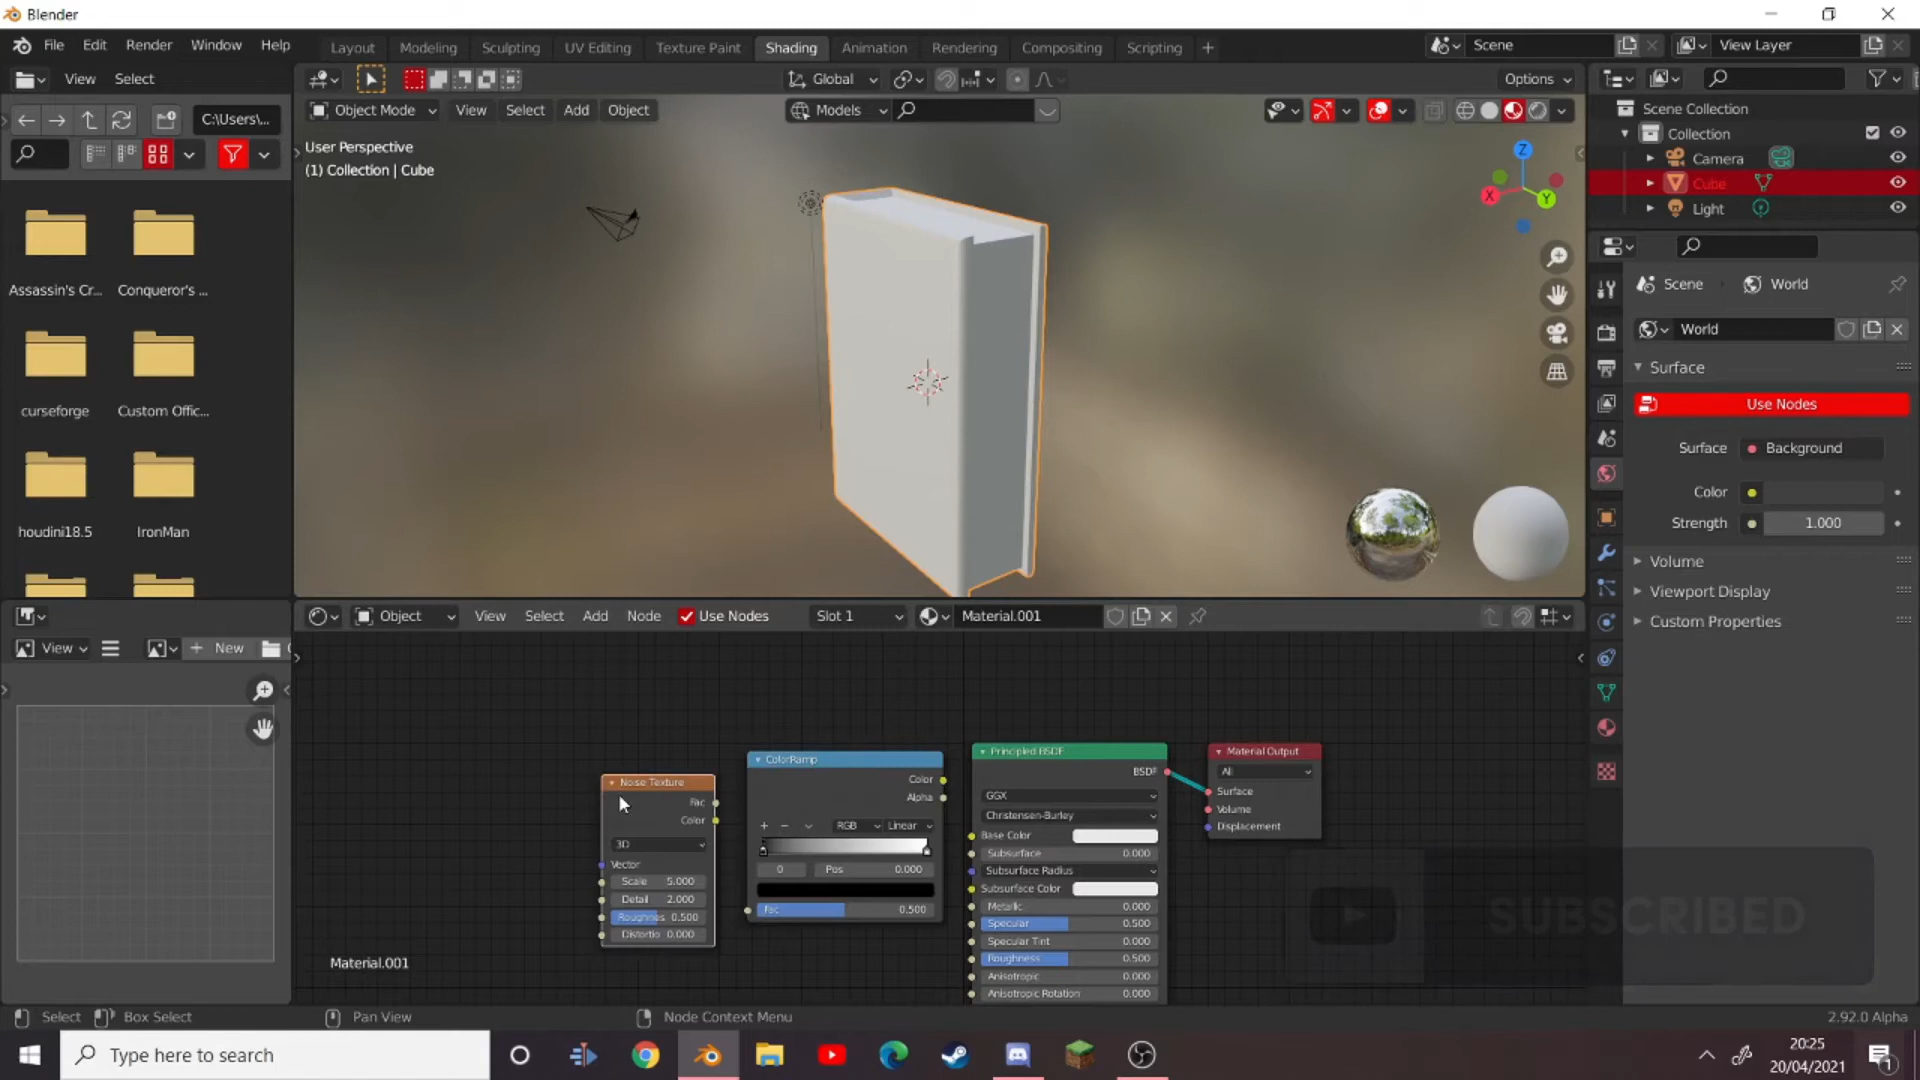 Blender
File Edit Render Window Help
Layout Modeling Sculpting UV Editing Texture Paint Shading Animation Rendering Compositing Scripting +
Scene
View Layer
View Select
Global
Options
C:\Users\...
Object Mode View Select Add Object
Models
User Perspective
(1) Collection | Cube
Z
X
Y
Scene Collection
Collection
Camera
Cube
Light
Assassin's Cr... Conqueror's ...
curseforge Custom Offic...
houdini18.5 IronMan
Scene World
World
Surface
Use Nodes
Surface Background
Color
Strength 1.000
Volume
Viewport Display
Custom Properties
Object View Select Add Node Use Nodes Slot 1 Material.001
View New
Noise Texture
Fac
Color
3D
Vector
Scale 5.000
Detail 2.000
Roughnes 0.500
Distortio 0.000
ColorRamp
Color
Alpha
+ − RGB Linear
0 Pos 0.000
Fac 0.500
Principled BSDF
BSDF
GGX
Christensen-Burley
Base Color
Subsurface 0.000
Subsurface Radius
Subsurface Color
Metallic 0.000
Specular 0.500
Specular Tint 0.000
Roughness 0.500
Anisotropic 0.000
Anisotropic Rotation 0.000
Material Output
All
Surface
Volume
Displacement
SUBSCRIBED
Material.001
Select Box Select Pan View Node Context Menu 2.92.0 Alpha
Type here to search
20:25
20/04/2021
1